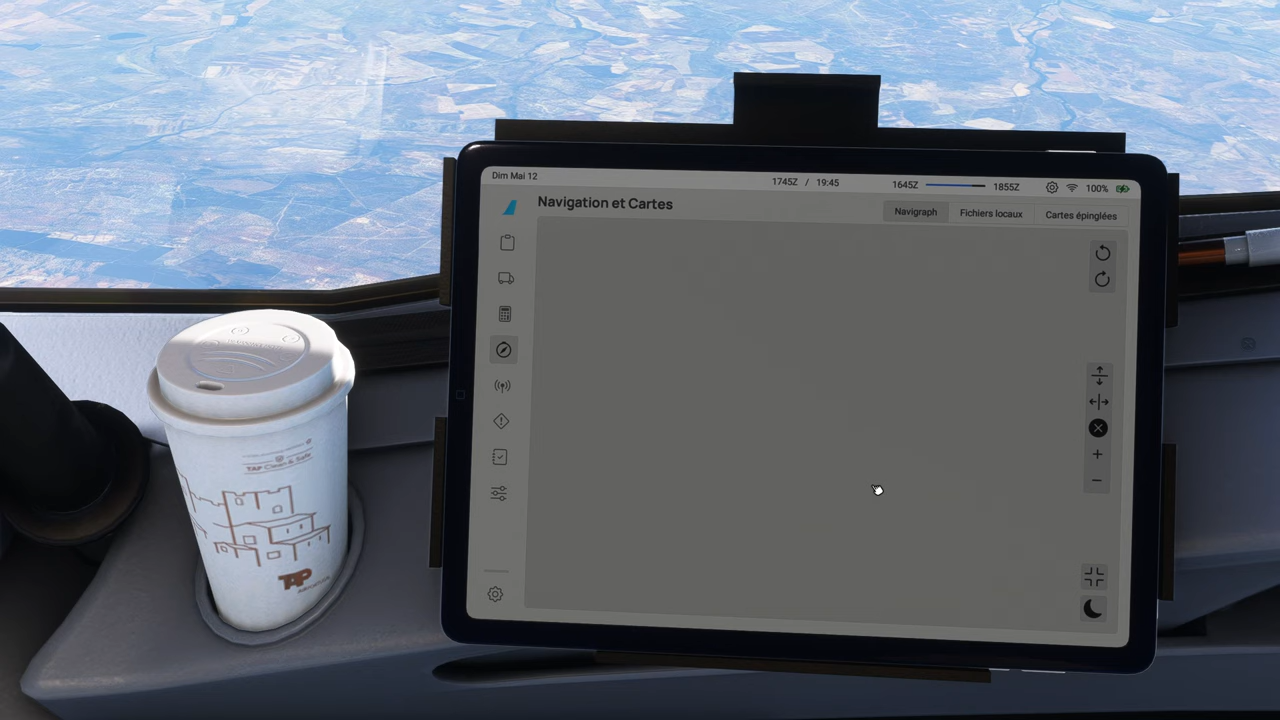 Dim Mai 12
1745Z / 19:45
1645Z
1855Z
100%
Navigation et Cartes
Navigraph
Fichiers locaux
Cartes épinglées
TAP Clean & Safe
TAP